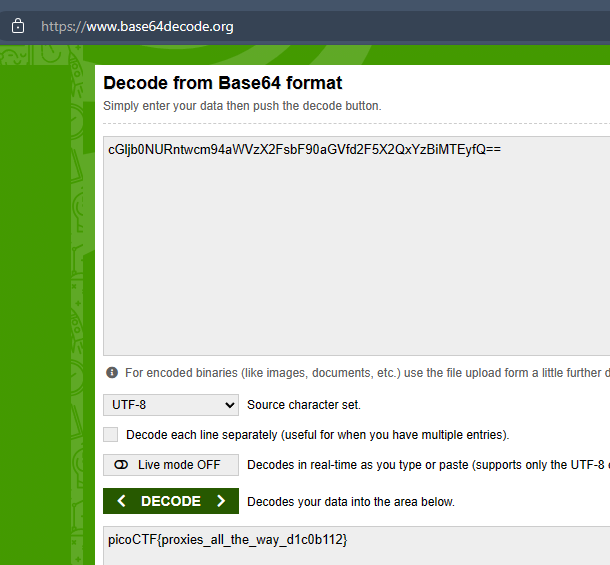 https://www.base64decode.org
Decode from Base64 format
Simply enter your data then push the decode button.
cGljb0NURntwcm94aWVzX2FsbF90aGVfd2F5X2QxYzBiMTEyfQ==
For encoded binaries (like images, documents, etc.) use the file upload form a little further d
UTF-8 Source character set.
Decode each line separately (useful for when you have multiple entries).
Live mode OFF Decodes in real-time as you type or paste (supports only the UTF-8 c
DECODE Decodes your data into the area below.
picoCTF{proxies_all_the_way_d1c0b112}